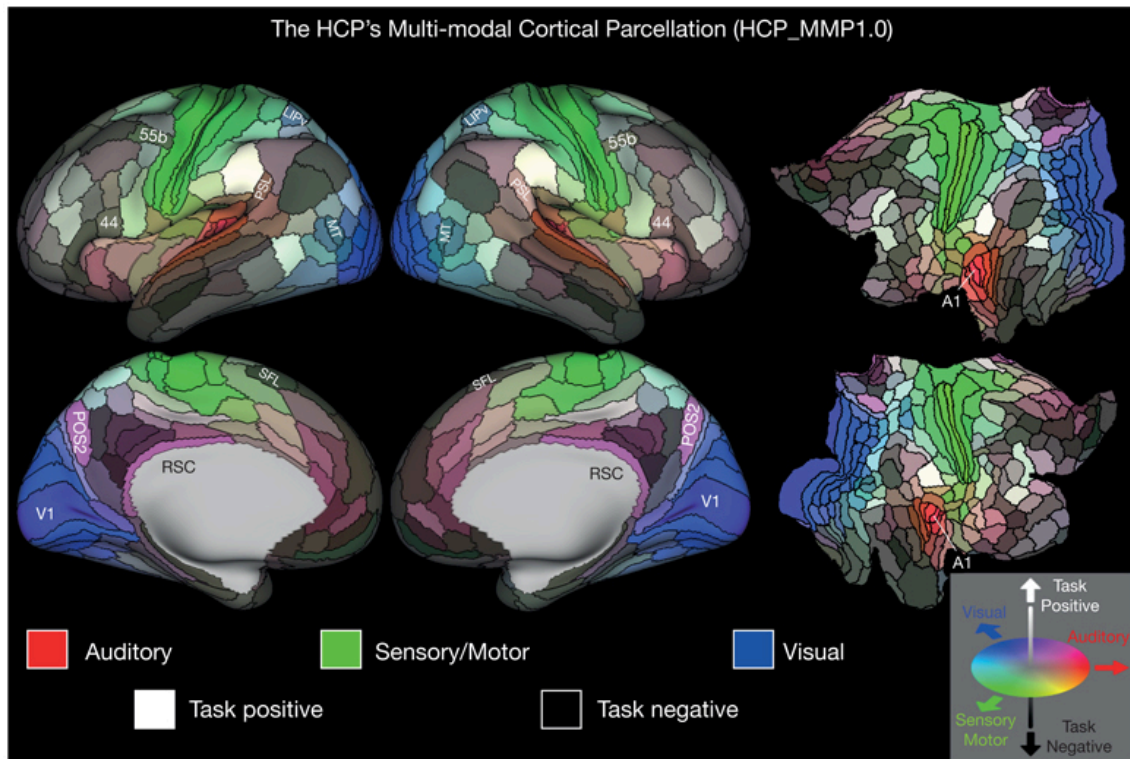 The HCP's Multi-modal Cortical Parcellation (HCP_MMP1.0)
55b
LIPv
LIPv
55b
PSL
PSL
44
MT
MT
44
A1
SFL
SFL
POS2
POS2
RSC
RSC
V1
V1
A1
Auditory
Sensory/Motor
Visual
Task positive
Task negative
Task
Positive
Visual
Auditory
Sensory
Motor
Task
Negative